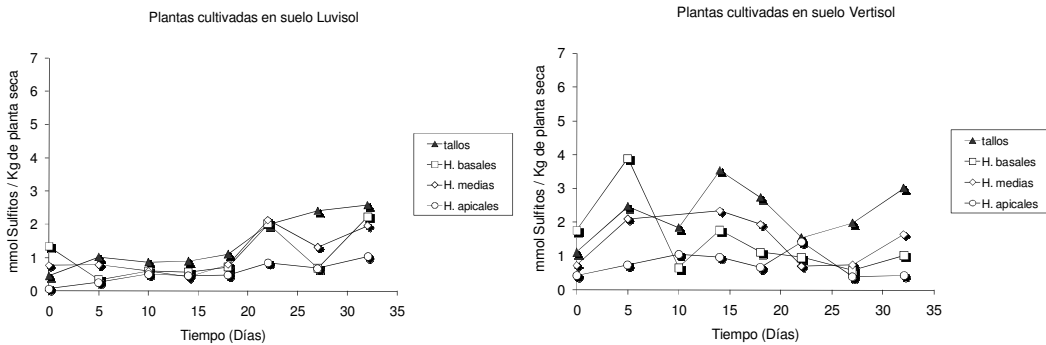 Plantas cultivadas en suelo Luvisol
7
6
5
4
3
2
1
0
mmol Sulfitos / Kg de planta seca
0 5 10 15 20 25 30 35
Tiempo (Días)
tallos
H. basales
H. medias
H. apicales
Plantas cultivadas en suelo Vertisol
7
6
5
4
3
2
1
0
mmol Sulfitos / Kg de planta seca
0 5 10 15 20 25 30 35
Tiempo (Días)
tallos
H. basales
H. medias
H. apicales